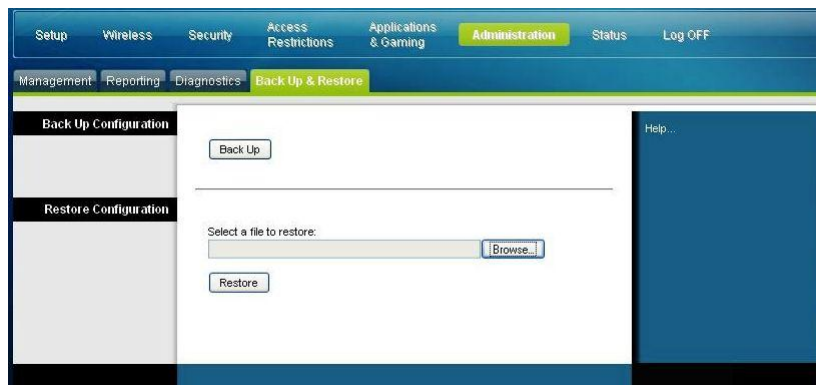 Setup Wireless Security Access Restrictions Applications & Gaming Administration Status Log OFF
Management Reporting Diagnostics Back Up & Restore
Back Up Configuration
Back Up
Help...
Restore Configuration
Select a file to restore:
Browse...
Restore